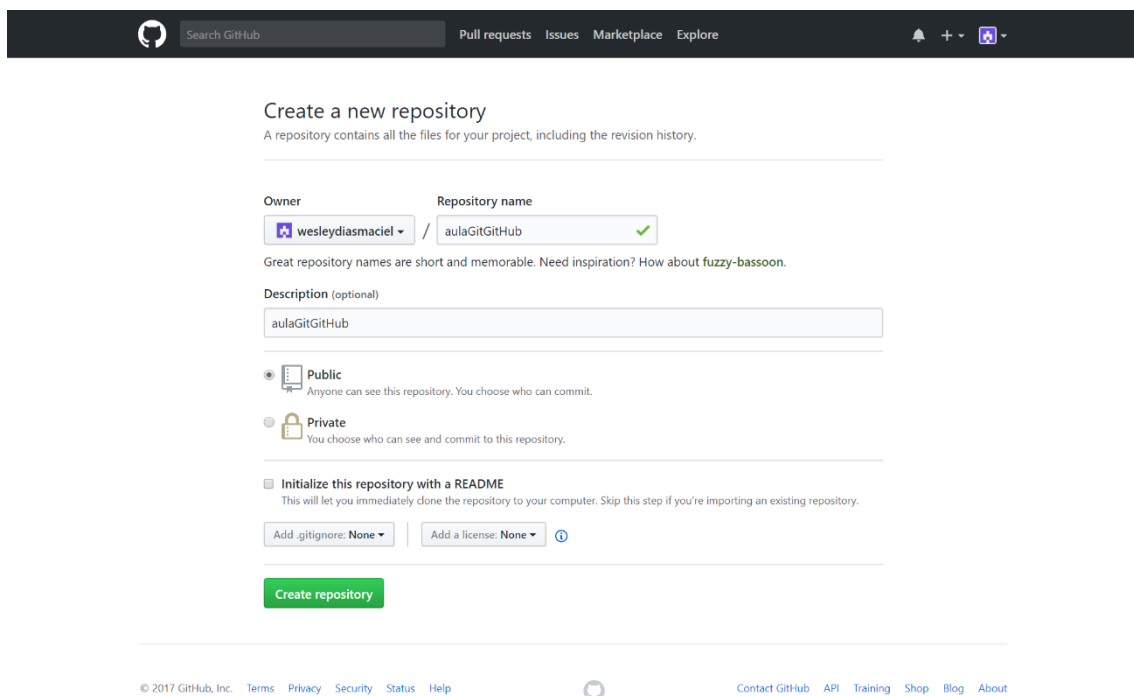 Search GitHub Pull requests Issues Marketplace Explore
Create a new repository
A repository contains all the files for your project, including the revision history.
Owner Repository name
wesleydiasmaciel / aulaGitGitHub
Great repository names are short and memorable. Need inspiration? How about fuzzy-bassoon.
Description (optional)
aulaGitGitHub
Public
Anyone can see this repository. You choose who can commit.
Private
You choose who can see and commit to this repository.
Initialize this repository with a README
This will let you immediately clone the repository to your computer. Skip this step if you're importing an existing repository.
Add .gitignore: None Add a license: None
Create repository
© 2017 GitHub, Inc. Terms Privacy Security Status Help Contact GitHub API Training Shop Blog About